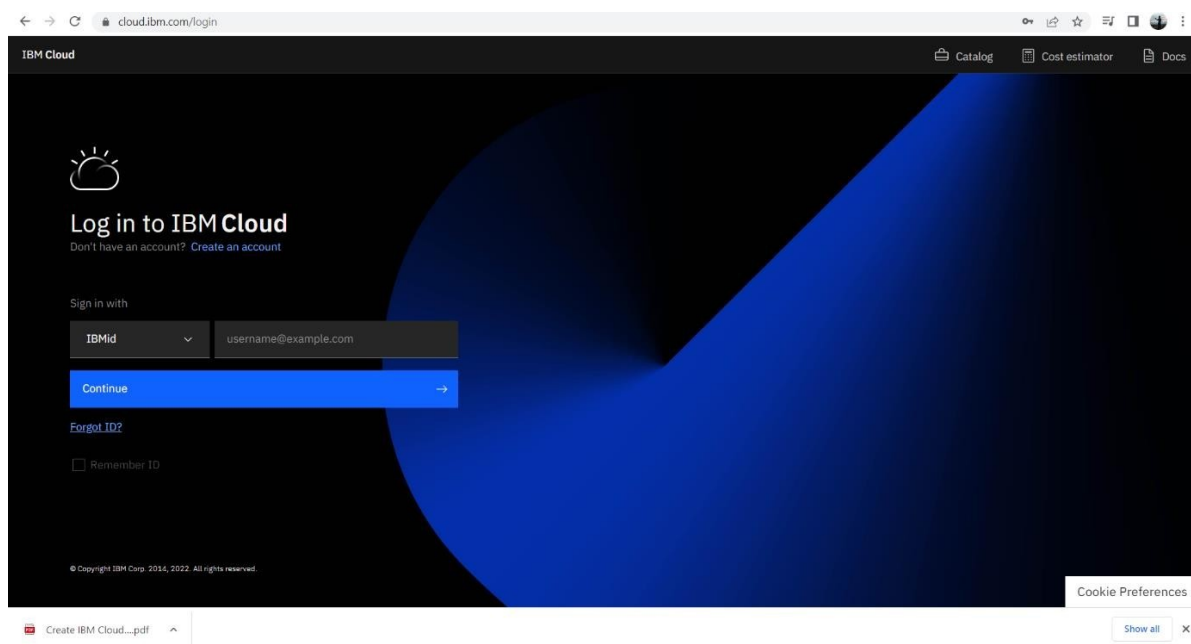 cloud.ibm.com/login
IBM Cloud
Catalog
Cost estimator
Docs
Log in to IBM Cloud
Don't have an account? Create an account
Sign in with
IBMid
username@example.com
Continue
Forgot ID?
Remember ID
© Copyright IBM Corp. 2014, 2022. All rights reserved.
Cookie Preferences
Create IBM Cloud....pdf
Show all